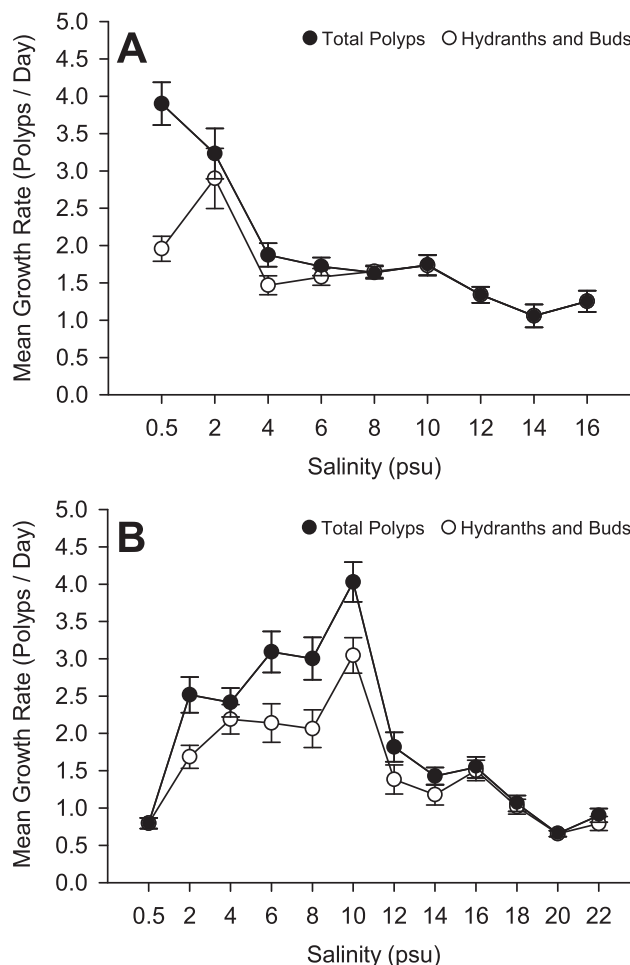 A
Total Polyps Hydranths and Buds
Mean Growth Rate (Polyps / Day)
5.0
4.5
4.0
3.5
3.0
2.5
2.0
1.5
1.0
0.5
0.0
0.5 2 4 6 8 10 12 14 16
Salinity (psu)
B
Total Polyps Hydranths and Buds
Mean Growth Rate (Polyps / Day)
5.0
4.5
4.0
3.5
3.0
2.5
2.0
1.5
1.0
0.5
0.0
0.5 2 4 6 8 10 12 14 16 18 20 22
Salinity (psu)